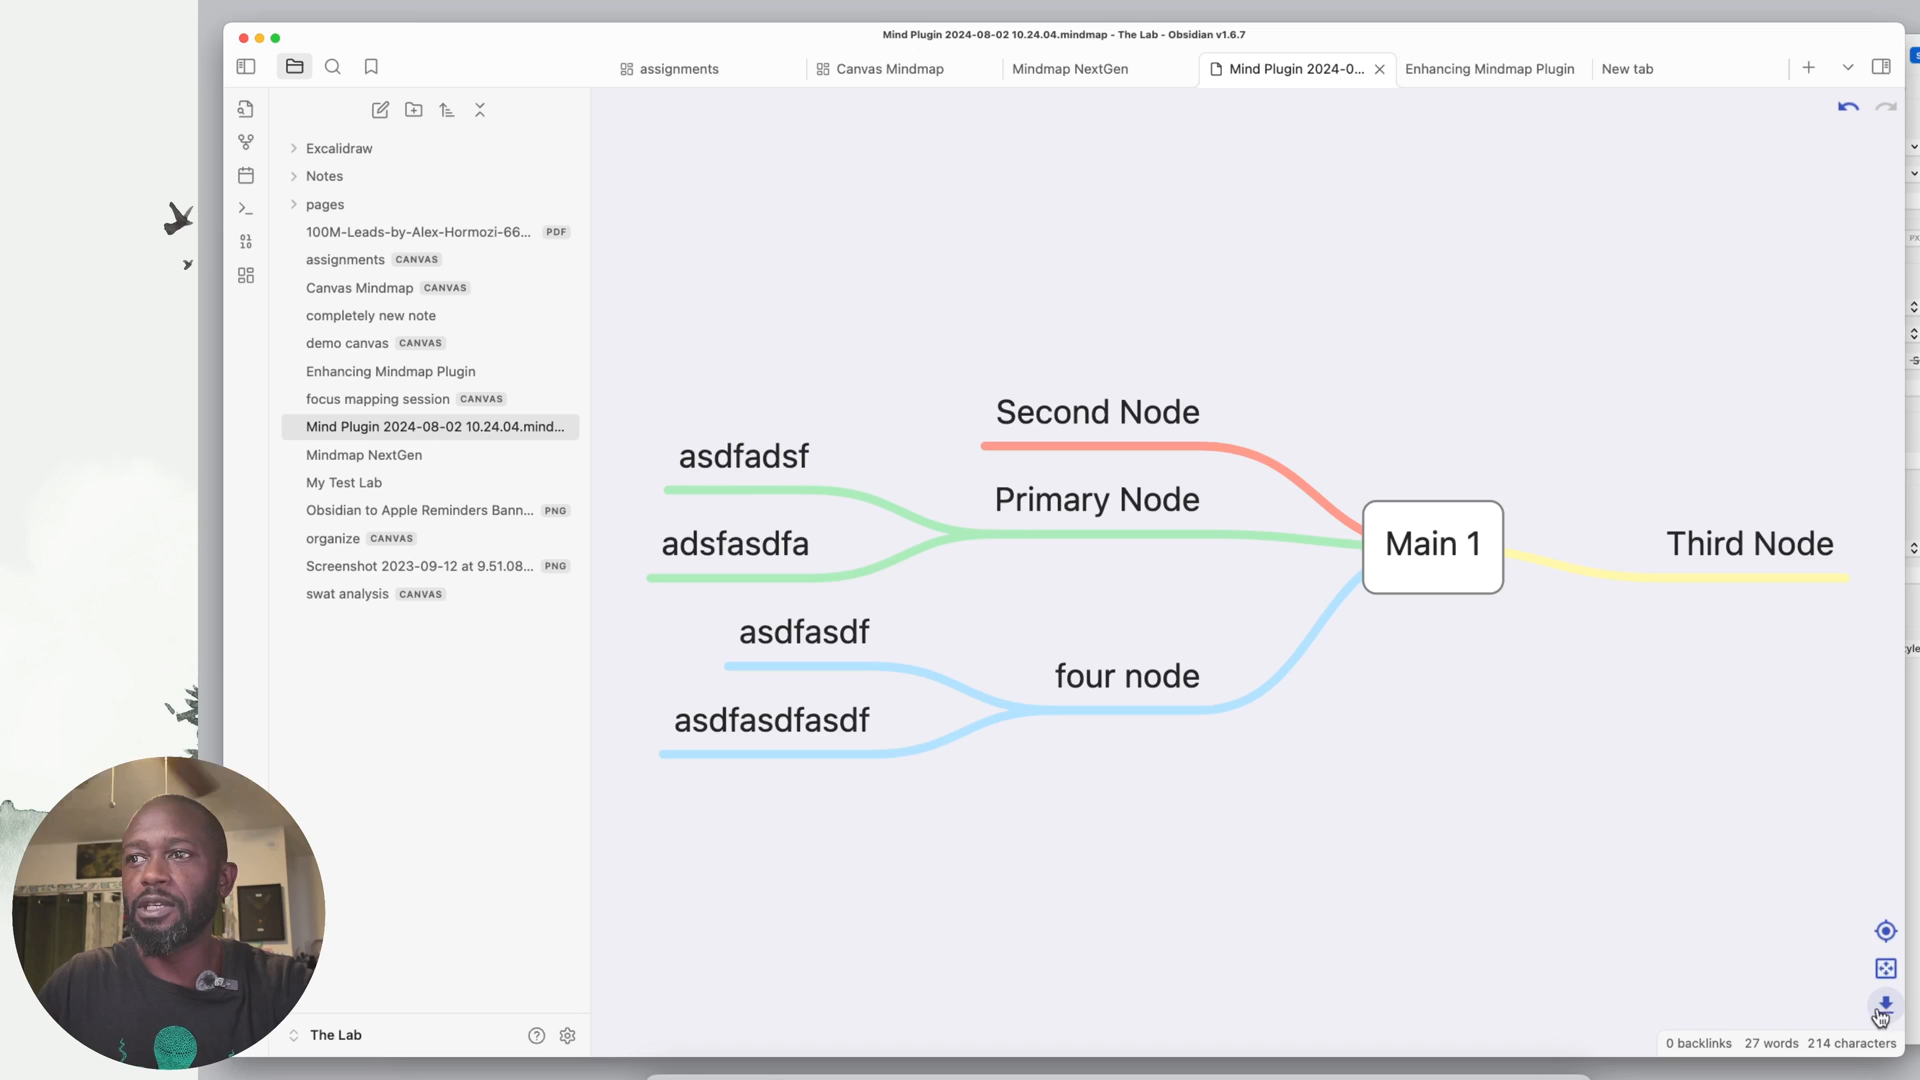 Mind Plugin 2024-08-02 10.24.04.mindmap - The Lab - Obsidian v1.6.7
assignments
Canvas Mindmap
Mindmap NextGen
Mind Plugin 2024-0...
Enhancing Mindmap Plugin
New tab
Excalidraw
Notes
pages
100M-Leads-by-Alex-Hormozi-66... PDF
assignments CANVAS
Canvas Mindmap CANVAS
completely new note
demo canvas CANVAS
Enhancing Mindmap Plugin
focus mapping session CANVAS
Mind Plugin 2024-08-02 10.24.04.mind...
Mindmap NextGen
My Test Lab
Obsidian to Apple Reminders Bann... PNG
organize CANVAS
Screenshot 2023-09-12 at 9.51.08... PNG
swat analysis CANVAS
The Lab
Second Node
asdfadsf
Primary Node
adsfasdfa
Main 1
Third Node
asdfasdf
four node
asdfasdfasdf
0 backlinks 27 words 214 characters